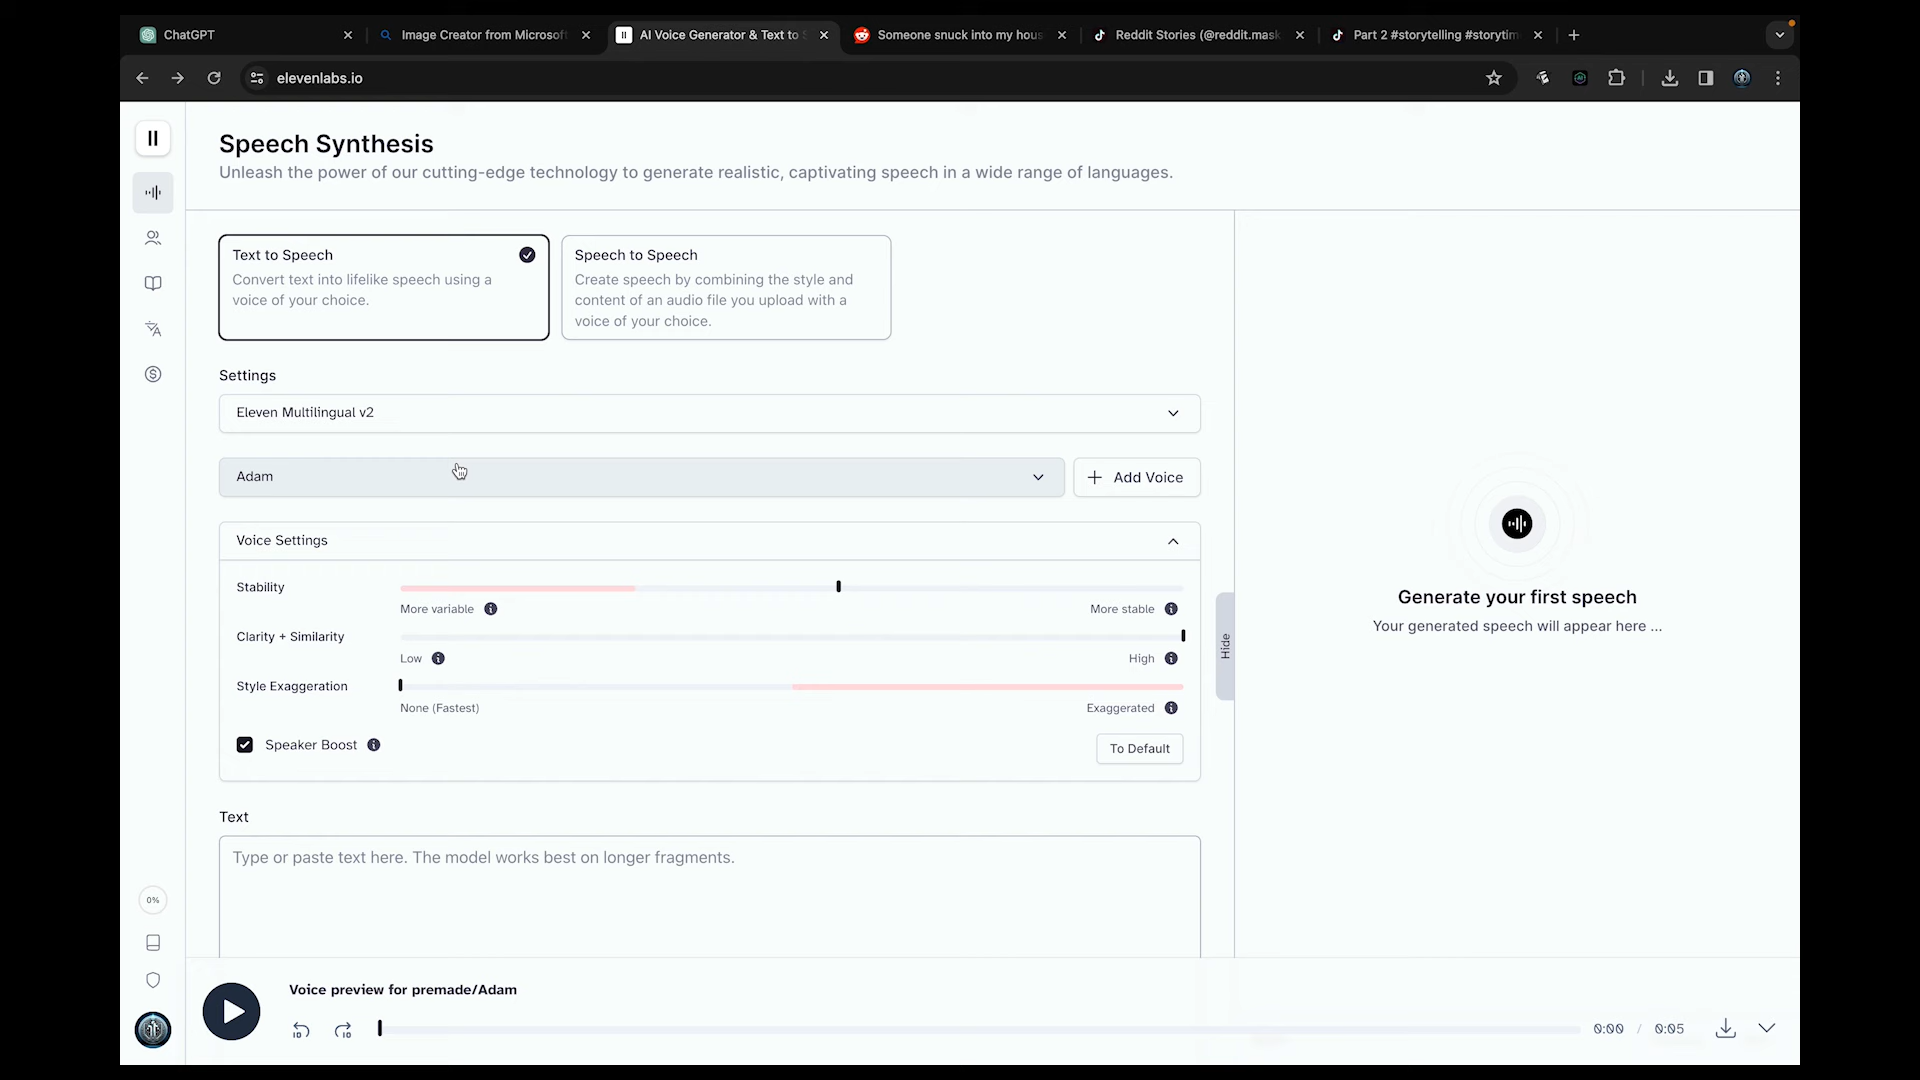 ChatGPT
Image Creator from Microsoft
AI Voice Generator & Text to S
Someone snuck into my hous
Reddit Stories (@reddit.mask
Part 2 #storytelling #storytim
elevenlabs.io
Speech Synthesis
Unleash the power of our cutting-edge technology to generate realistic, captivating speech in a wide range of languages.
Text to Speech
Convert text into lifelike speech using a
voice of your choice.
Speech to Speech
Create speech by combining the style and
content of an audio file you upload with a
voice of your choice.
Settings
Eleven Multilingual v2
Adam
Add Voice
Voice Settings
Stability
More variable
More stable
Clarity + Similarity
Low
High
Style Exaggeration
None (Fastest)
Exaggerated
Speaker Boost
To Default
Hide
Generate your first speech
Your generated speech will appear here ...
Text
Type or paste text here. The model works best on longer fragments.
0%
Voice preview for premade/Adam
10
10
0:00 / 0:05